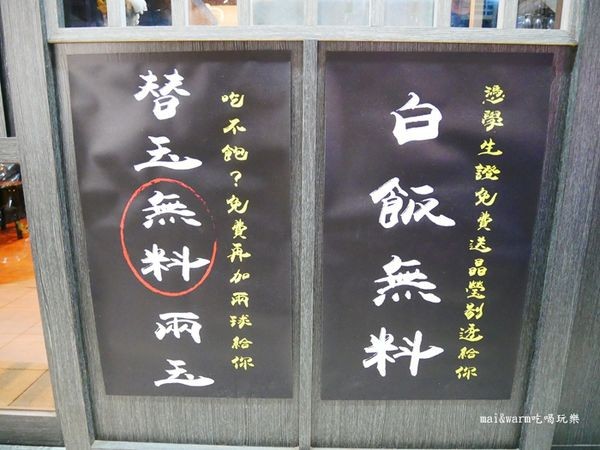 憑學生證免費送晶瑩剔透給你
白飯無料
吃不飽？免費再加兩球給你
替玉無料兩玉
mai&warm吃喝玩樂